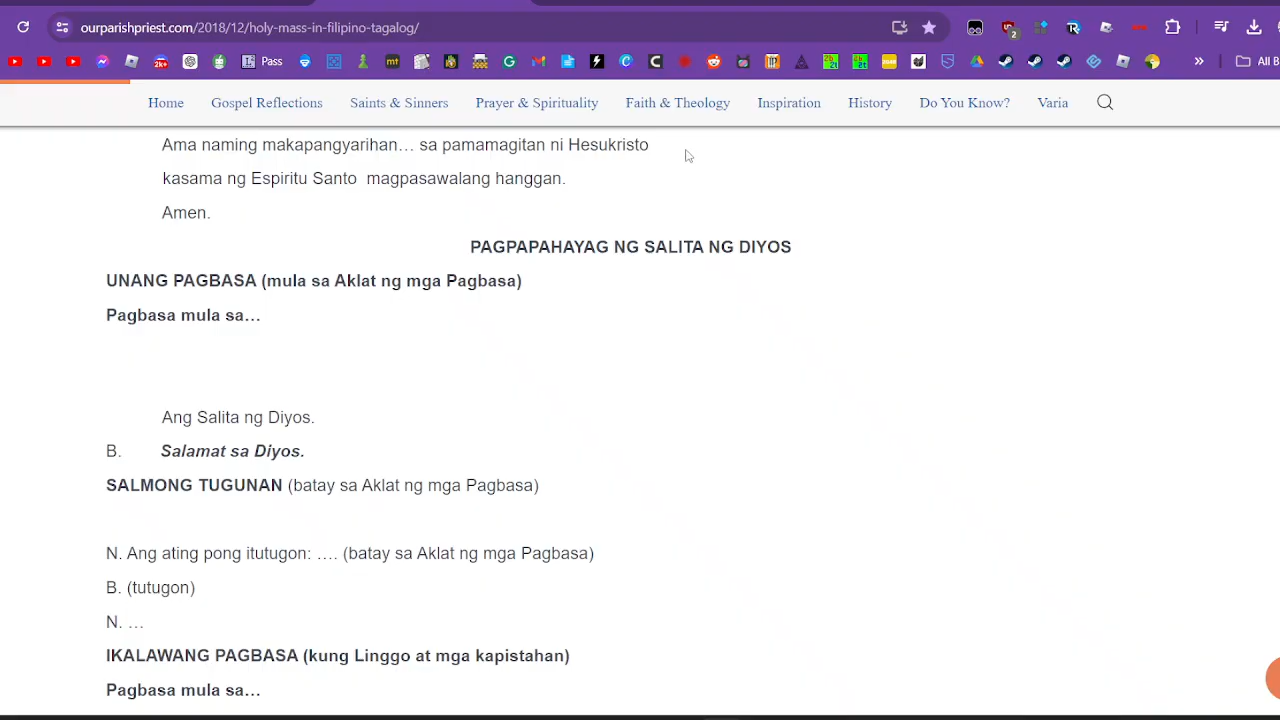 ourparishpriest.com/2018/12/holy-mass-in-filipino-tagalog/
Pass
All B
Home Gospel Reflections Saints & Sinners Prayer & Spirituality Faith & Theology Inspiration History Do You Know? Varia
Ama naming makapangyarihan… sa pamamagitan ni Hesukristo
kasama ng Espiritu Santo magpasawalang hanggan.
Amen.
PAGPAPAHAYAG NG SALITA NG DIYOS
UNANG PAGBASA (mula sa Aklat ng mga Pagbasa)
Pagbasa mula sa…
Ang Salita ng Diyos.
B. Salamat sa Diyos.
SALMONG TUGUNAN (batay sa Aklat ng mga Pagbasa)
N. Ang ating pong itutugon: …. (batay sa Aklat ng mga Pagbasa)
B. (tutugon)
N. …
IKALAWANG PAGBASA (kung Linggo at mga kapistahan)
Pagbasa mula sa…